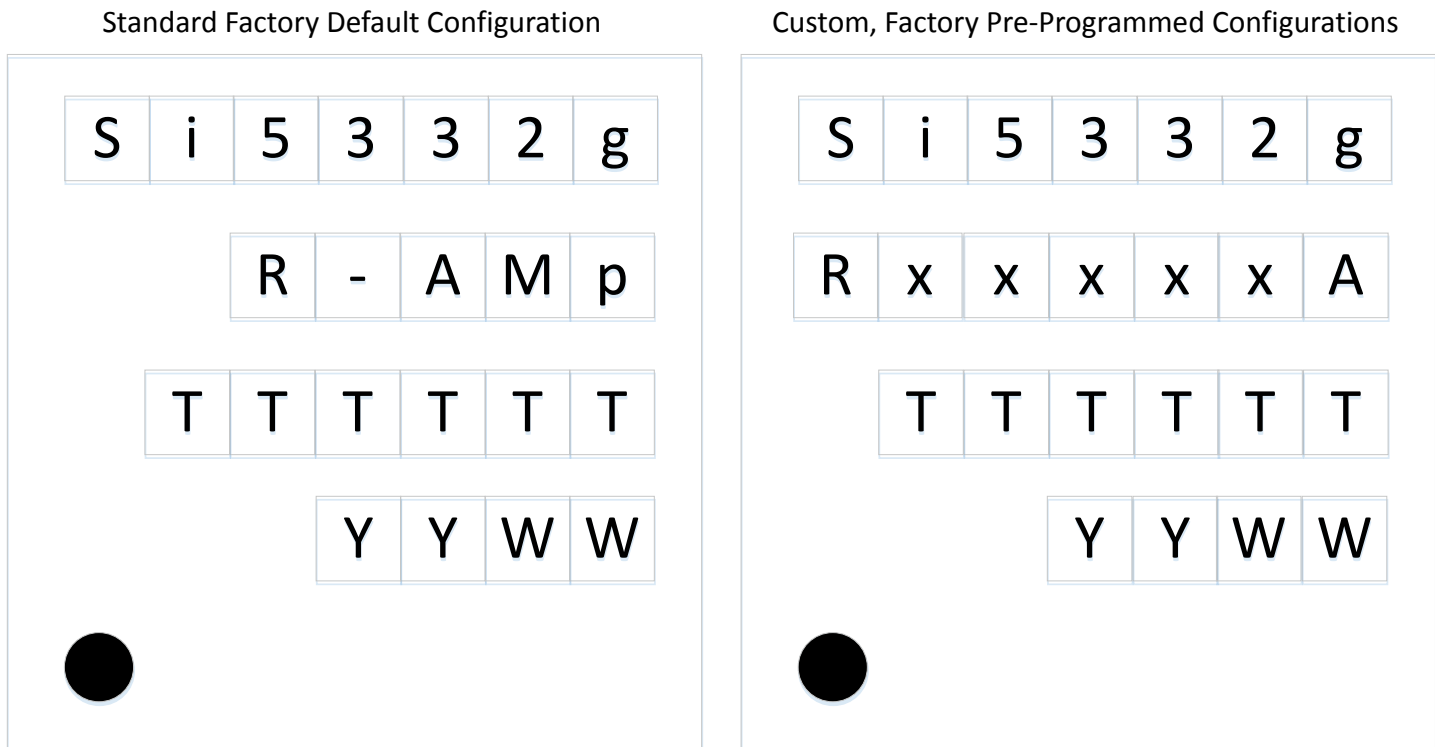 Standard Factory Default Configuration
Si5332g
R-AMp
TTTTTT
YYWW
Custom, Factory Pre-Programmed Configurations
Si5332g
RxxxxxA
TTTTTT
YYWW